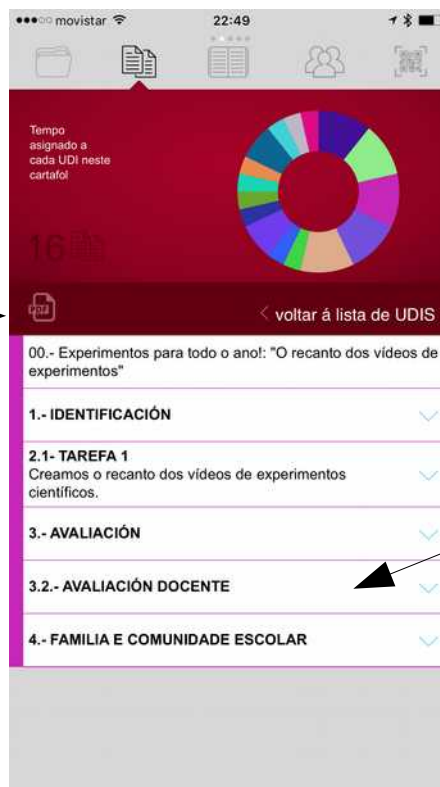 movistar 22:49
Tempo
asignado a
cada UDI neste
cartafol
16
PDF
< voltar á lista de UDIS
00.- Experimentos para todo o ano!: "O recanto dos vídeos de
experimentos"
1.- IDENTIFICACIÓN
2.1- TAREFA 1
Creamos o recanto dos vídeos de experimentos
científicos.
3.- AVALIACIÓN
3.2.- AVALIACIÓN DOCENTE
4.- FAMILIA E COMUNIDADE ESCOLAR